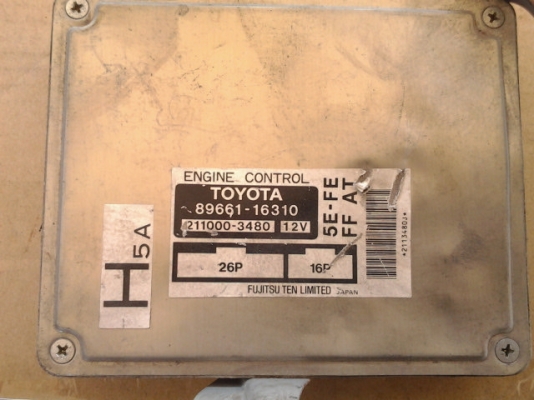 ENGINE CONTROL
TOYOTA
89661-16310
211000-3480 12V
5E-FE
FF AT
26P 16P
FUJITSU TEN LIMITED JAPAN
*2113480J*
H 5A